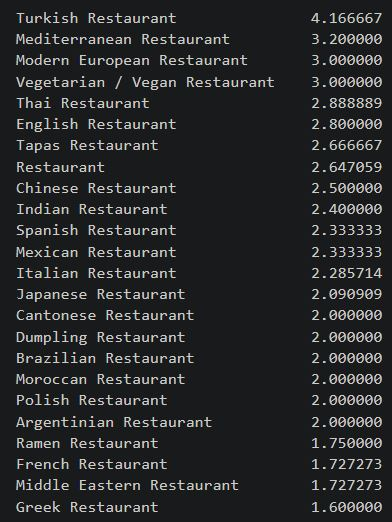 Turkish Restaurant 4.166667
Mediterranean Restaurant 3.200000
Modern European Restaurant 3.000000
Vegetarian / Vegan Restaurant 3.000000
Thai Restaurant 2.888889
English Restaurant 2.800000
Tapas Restaurant 2.666667
Restaurant 2.647059
Chinese Restaurant 2.500000
Indian Restaurant 2.400000
Spanish Restaurant 2.333333
Mexican Restaurant 2.333333
Italian Restaurant 2.285714
Japanese Restaurant 2.090909
Cantonese Restaurant 2.000000
Dumpling Restaurant 2.000000
Brazilian Restaurant 2.000000
Moroccan Restaurant 2.000000
Polish Restaurant 2.000000
Argentinian Restaurant 2.000000
Ramen Restaurant 1.750000
French Restaurant 1.727273
Middle Eastern Restaurant 1.727273
Greek Restaurant 1.600000